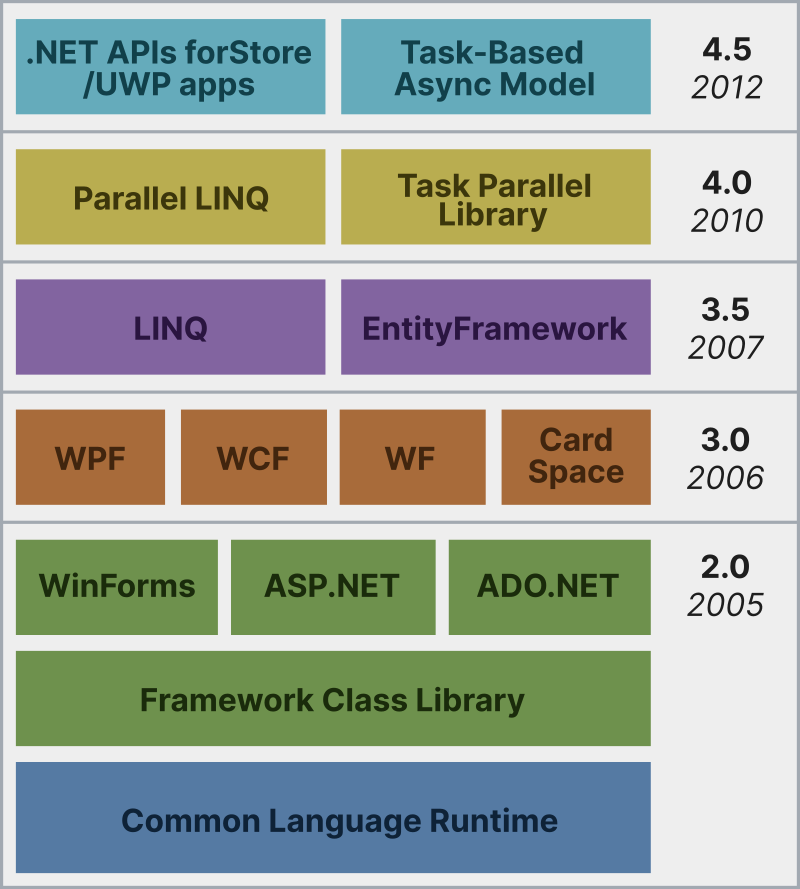 .NET APIs forStore
/UWP apps
Task-Based
Async Model
4.5
2012
Parallel LINQ
Task Parallel
Library
4.0
2010
LINQ
EntityFramework
3.5
2007
WPF
WCF
WF
Card
Space
3.0
2006
WinForms
ASP.NET
ADO.NET
2.0
2005
Framework Class Library
Common Language Runtime